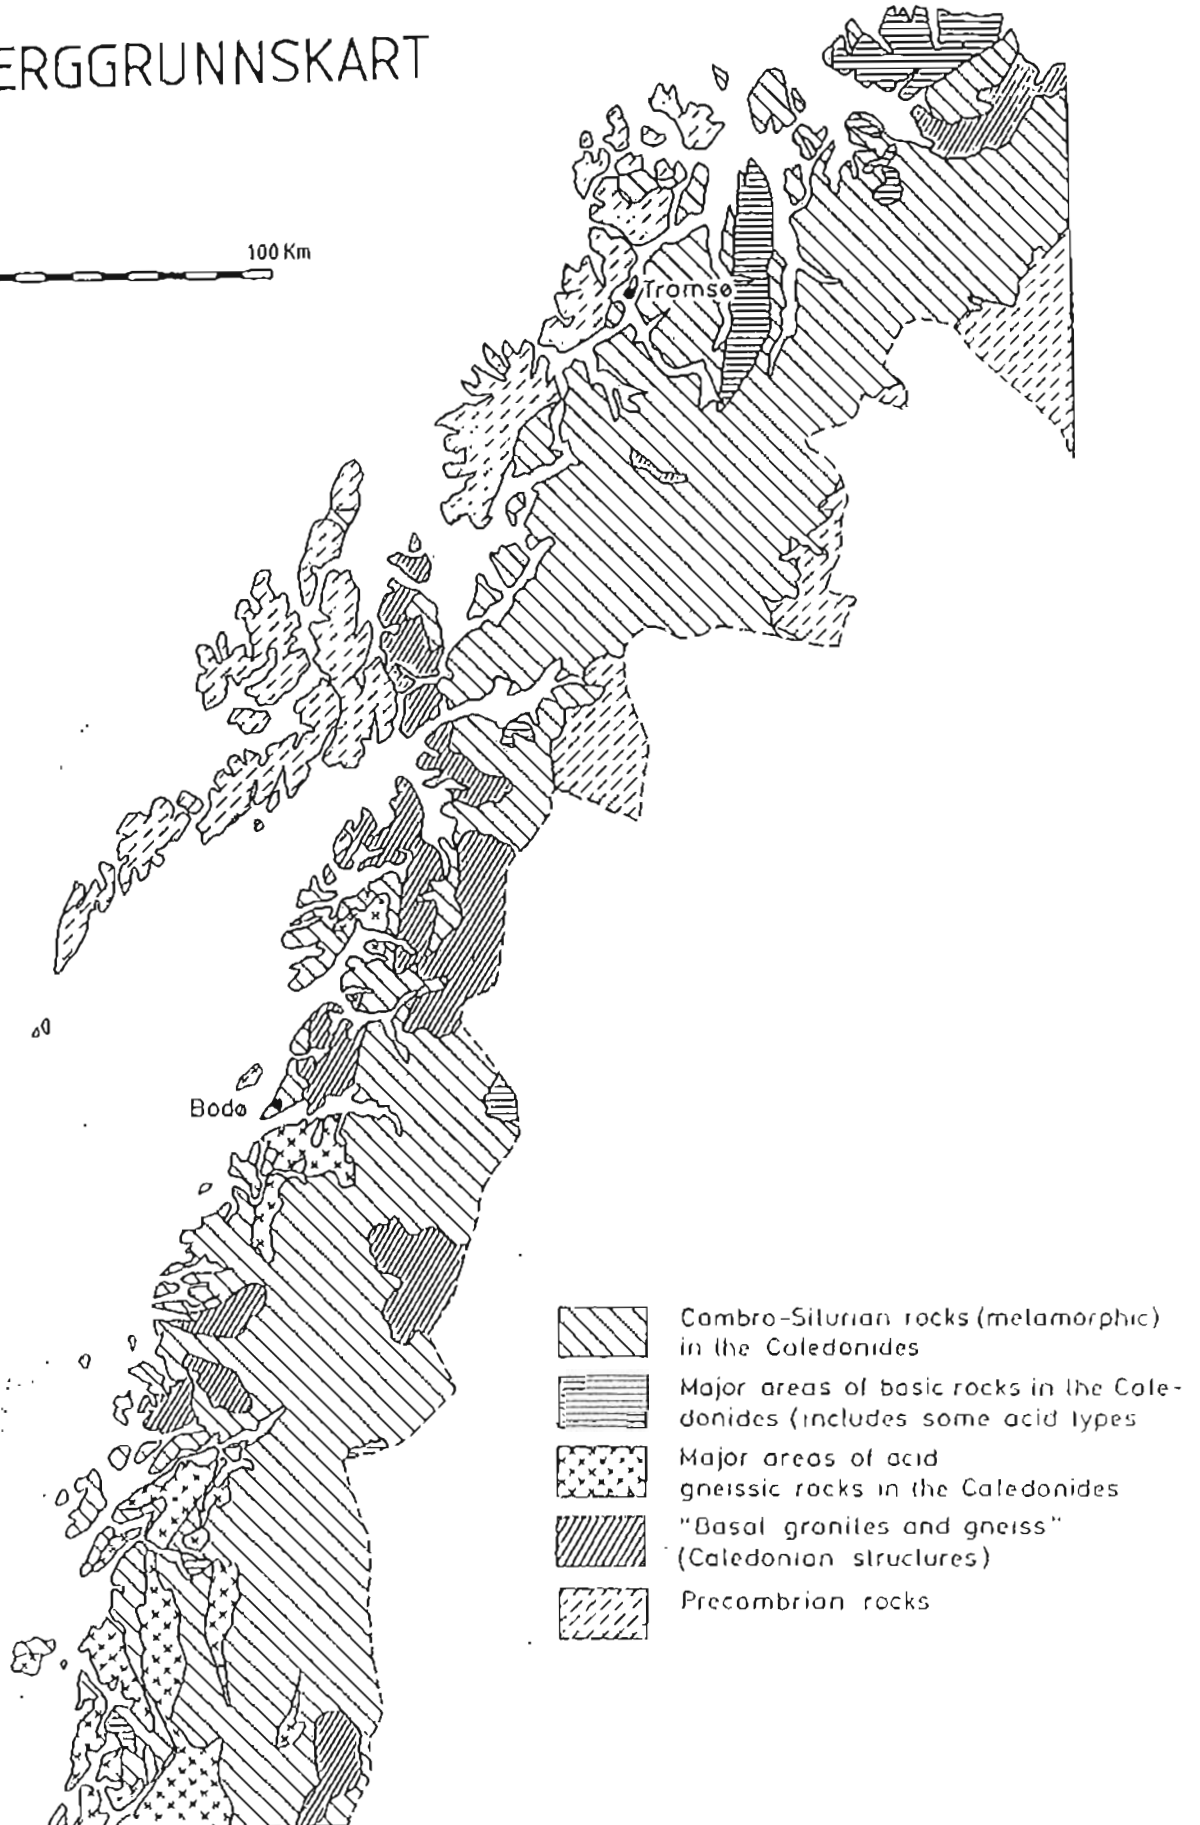 ERGGRUNNSKART
100 Km
Tromsø
Bodø
Cambro-Silurian rocks (metamorphic)
in the Caledonides
Major areas of basic rocks in the Cale-
donides (includes some acid types
Major areas of acid
gneissic rocks in the Caledonides
"Basal granites and gneiss"
(Caledonian structures)
Precambrian rocks